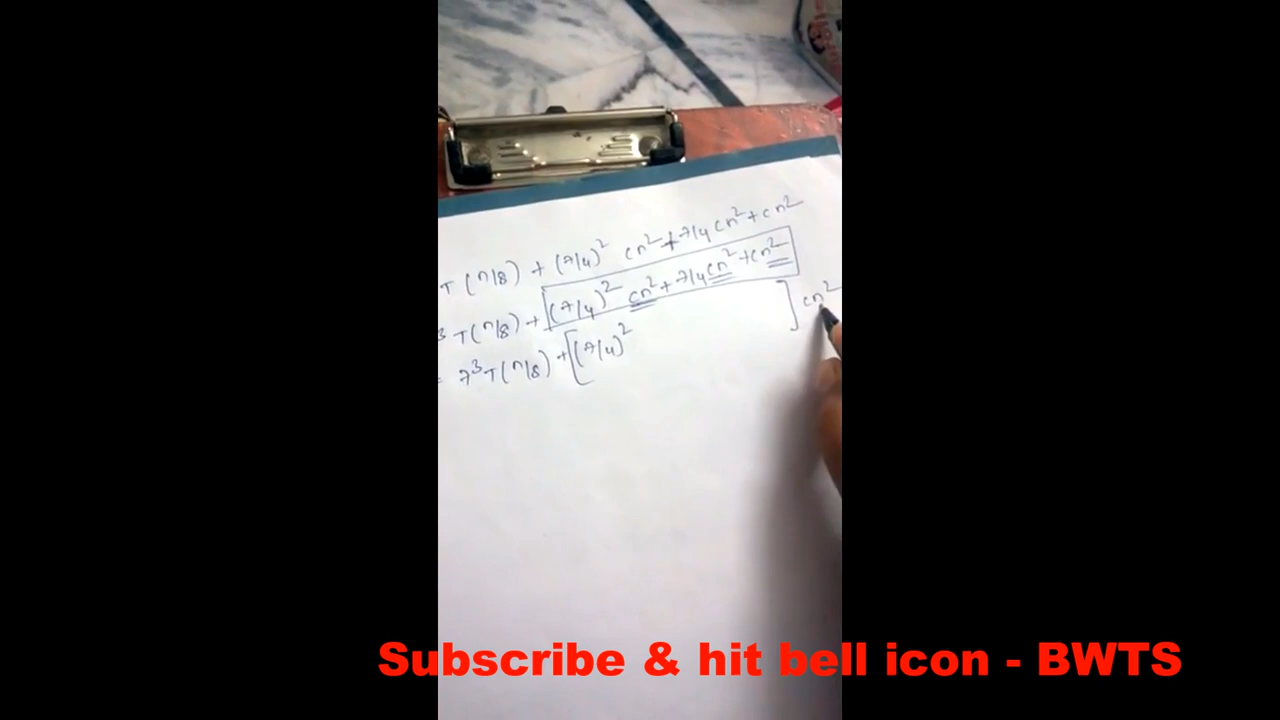 T(n/8) + (7/4)² cn² + 7/4 cn² + cn²
³ T(n/8) + (7/4)² cn² + 7/4 cn² + cn²
= 7³T(n/8) + [(7/4)² ] cn²
Subscribe & hit bell icon - BWTS